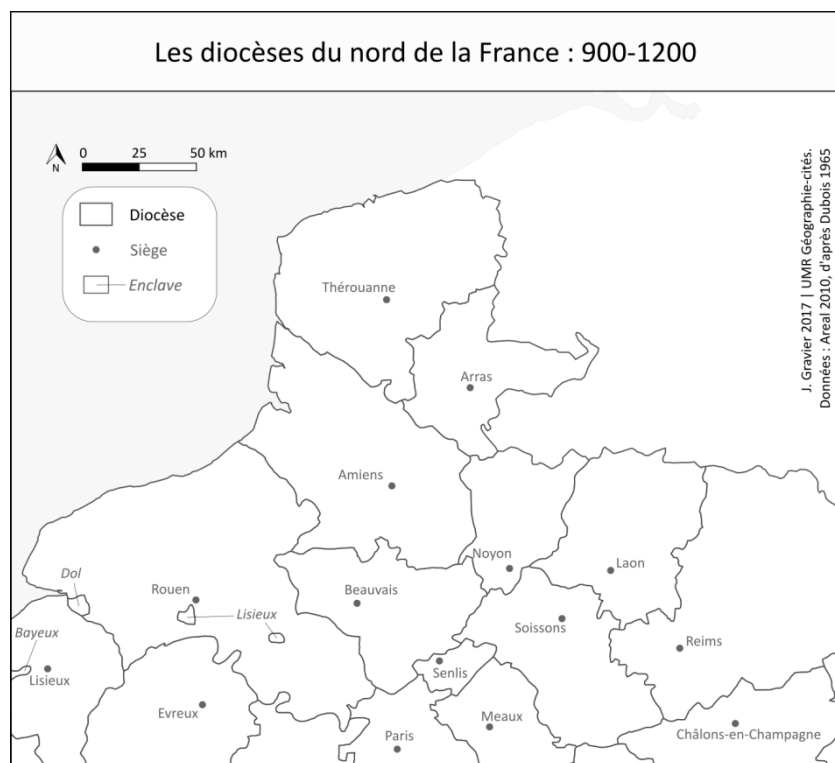 Les diocèses du nord de la France : 900-1200
0 25 50 km
N
Diocèse
Siège
Enclave
J. Gravier 2017 | UMR Géographie-cités.
Données : Areal 2010, d'après Dubois 1965
Thérouanne
Arras
Amiens
Noyon
Laon
Dol
Rouen
Beauvais
Lisieux
Soissons
Bayeux
Reims
Lisieux
Senlis
Evreux
Meaux
Paris
Châlons-en-Champagne